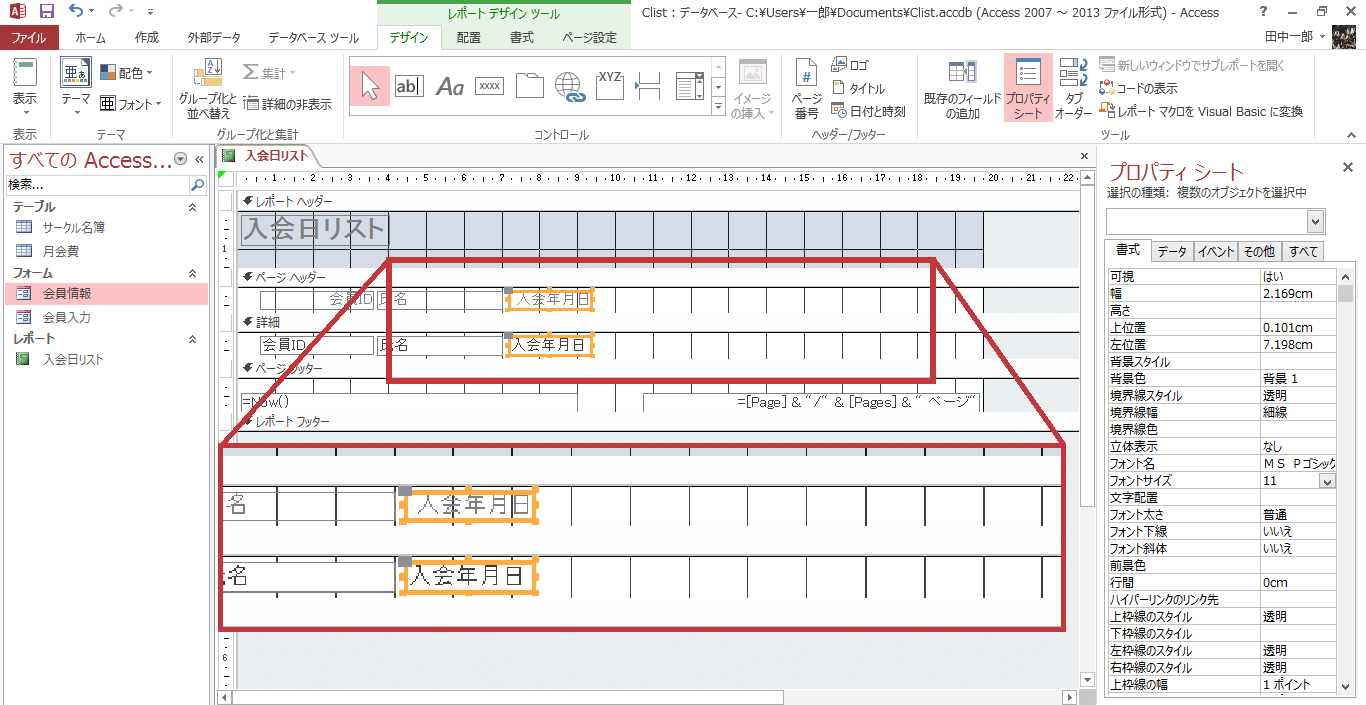 レポート デザイン ツール
Clist : データベース- C:¥Users¥一郎¥Documents¥Clist.accdb (Access 2007 ～ 2013 ファイル形式) - Access
?
ファイル ホーム 作成 外部データ データベース ツール デザイン 配置 書式 ページ設定
田中一郎
表示
テーマ
配色
フォント
グループ化と
並べ替え
集計
詳細の非表示
ab|
Aa
xxxx
XYZ
イメージ
の挿入
ページ
番号
ロゴ
タイトル
日付と時刻
既存のフィールド
の追加
プロパティ
シート
タブ
オーダー
新しいウィンドウでサブレポートを開く
コードの表示
レポート マクロを Visual Basic に変換
表示 テーマ グループ化と集計 コントロール ヘッダー/フッター ツール
すべての Access...
検索...
テーブル
サークル名簿
月会費
フォーム
会員情報
会員入力
レポート
入会日リスト
入会日リスト
1 2 3 4 5 6 7 8 9 10 11 12 13 14 15 16 17 18 19 20 21 22
レポート ヘッダー
入会日リスト
1
ページ ヘッダー
会員ID 氏名 入会年月日
詳細
会員ID 氏名 入会年月日
ページ フッター
=Now() =[Page] & "/" & [Pages] & " ページ"
レポート フッター
名 入会年月日
名 入会年月日
6
プロパティ シート
選択の種類: 複数のオブジェクトを選択中
書式 データ イベント その他 すべて
可視 はい
幅 2.169cm
高さ
上位置 0.101cm
左位置 7.198cm
背景スタイル
背景色 背景 1
境界線スタイル 透明
境界線幅 細線
境界線色
立体表示 なし
フォント名 ＭＳ Ｐゴシック
フォントサイズ 11
文字配置
フォント太さ 普通
フォント下線 いいえ
フォント斜体 いいえ
前景色
行間 0cm
ハイパーリンクのリンク先
上枠線のスタイル 透明
下枠線のスタイル
左枠線のスタイル 透明
右枠線のスタイル 透明
上枠線の幅 1 ポイント